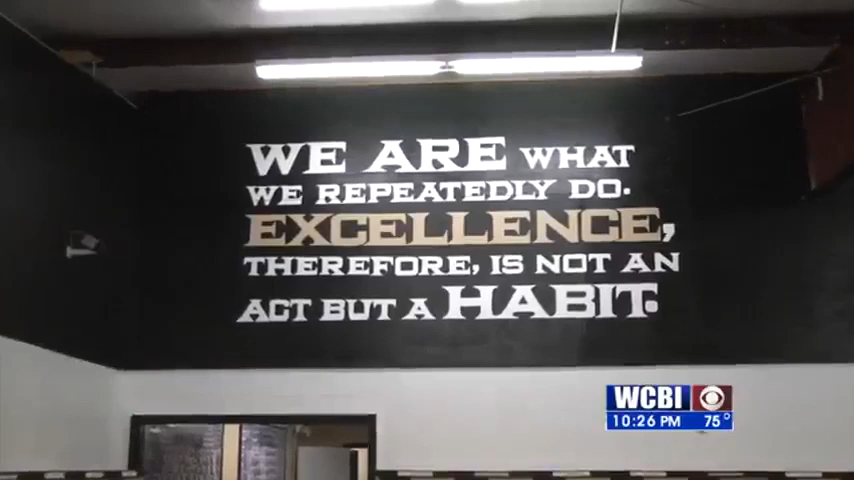 WE ARE WHAT
WE REPEATEDLY DO.
EXCELLENCE,
THEREFORE, IS NOT AN
ACT BUT A HABIT.
WCBI
10:26 PM 75°